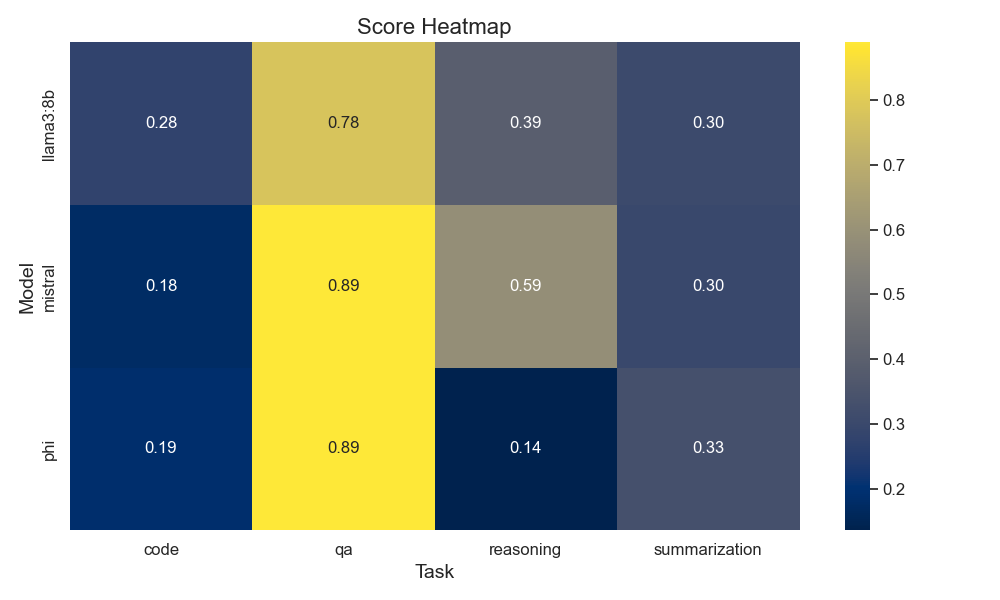 Score Heatmap
Model
llama3:8b
0.28 0.78 0.39 0.30
mistral
0.18 0.89 0.59 0.30
phi
0.19 0.89 0.14 0.33
code qa reasoning summarization
Task
0.8
0.7
0.6
0.5
0.4
0.3
0.2